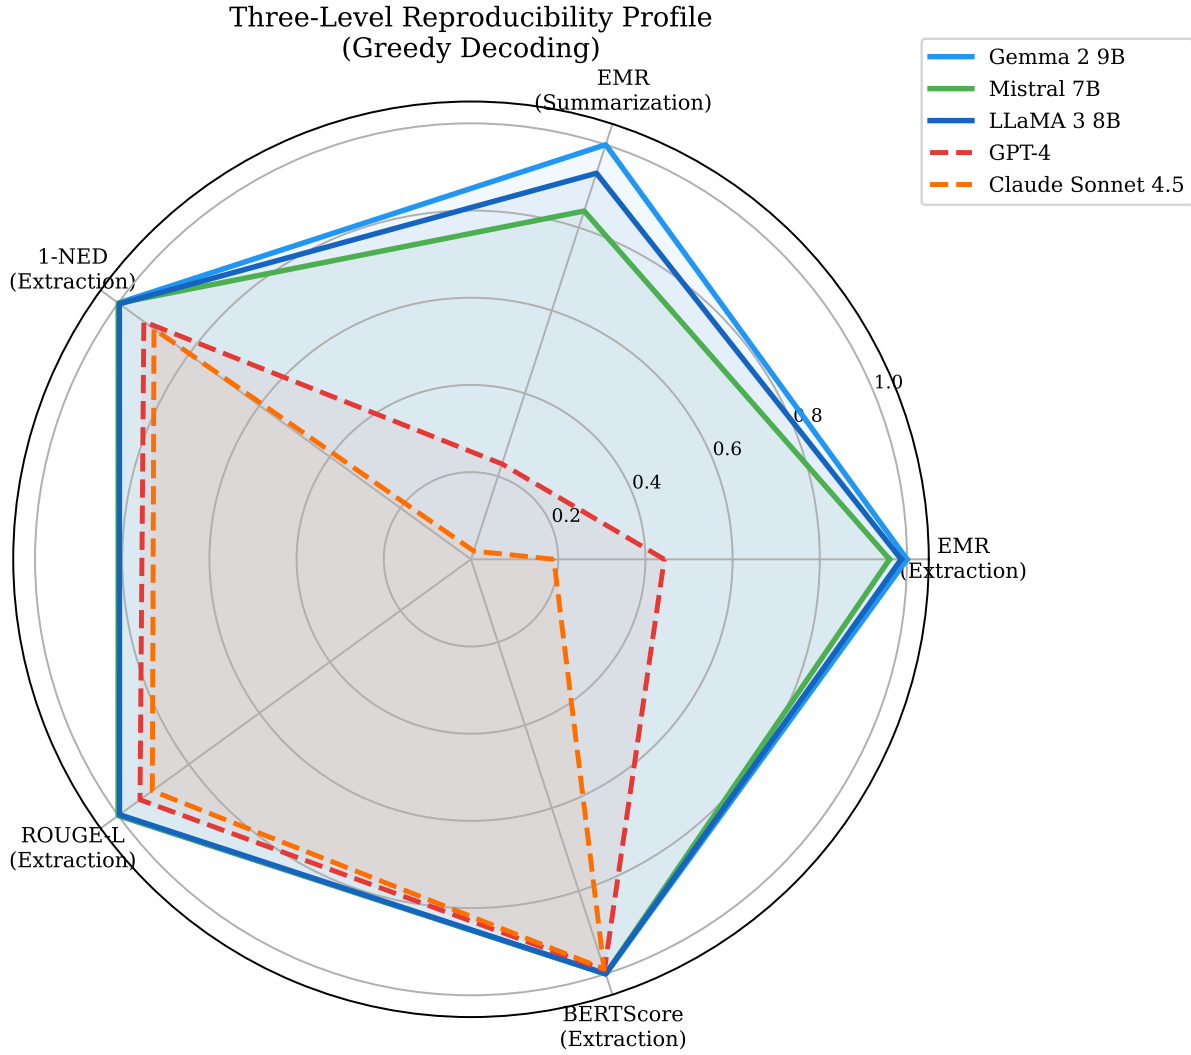 Three-Level Reproducibility Profile
(Greedy Decoding)
Gemma 2 9B
Mistral 7B
LLaMA 3 8B
GPT-4
Claude Sonnet 4.5
EMR
(Summarization)
1-NED
(Extraction)
1.0
0.8
0.6
0.4
0.2
EMR
(Extraction)
ROUGE-L
(Extraction)
BERTScore
(Extraction)